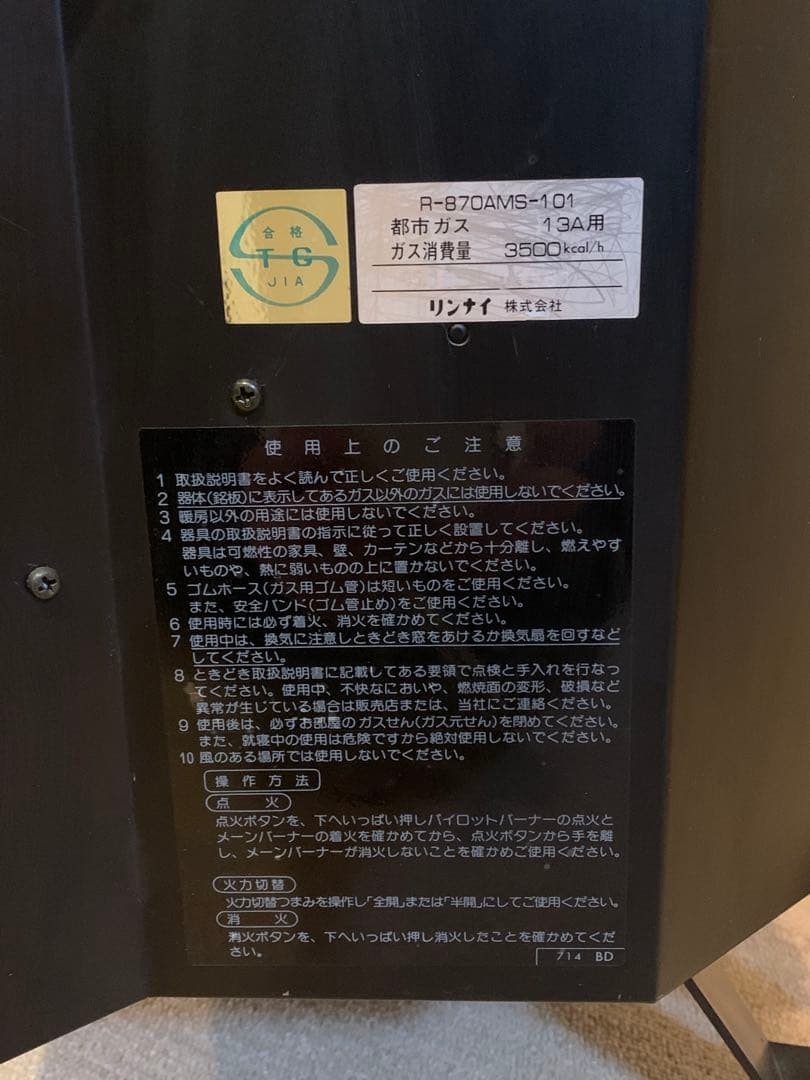 合格
TG
JIA
R-870AMS-101
都市ガス 13A用
ガス消費量 3500kcal/h
リンナイ 株式会社
使用上のご注意
1 取扱説明書をよく読んで正しくご使用ください。
2 器体(銘板)に表示してあるガス以外のガスには使用しないでください。
3 暖房以外の用途には使用しないでください。
4 器具の取扱説明書の指示に従って正しく設置してください。
器具は可燃性の家具、壁、カーテンなどから十分離し、燃えやす
いものや、熱に弱いものの上に置かないでください。
5 ゴムホース(ガス用ゴム管)は短いものをご使用ください。
また、安全バンド(ゴム管止め)をご使用ください。
6 使用時には必ず着火、消火を確かめてください。
7 使用中は、換気に注意しときどき窓をあけるか換気扇を回すなど
してください。
8 ときどき取扱説明書に記載してある要領で点検と手入れを行なっ
てください。使用中、不快なにおいや、燃焼面の変形、破損など
異常が生じている場合は販売店または、当社にご連絡ください。
9 使用後は、必ずお部屋のガスせん(ガス元せん)を閉めてください。
また、就寝中の使用は危険ですから絶対使用しないでください。
10 風のある場所では使用しないでください。
操作方法
点火
点火ボタンを、下へいっぱい押しパイロットバーナーの点火と
メーンバーナーの着火を確かめてから、点火ボタンから手を離
し、メーンバーナーが消火しないことを確かめご使用ください。
火力切替
火力切替つまみを操作し「全開」または「半開」にしてご使用ください。
消火
消火ボタンを、下へいっぱい押し消火したことを確かめてくだ
さい。
714 BD